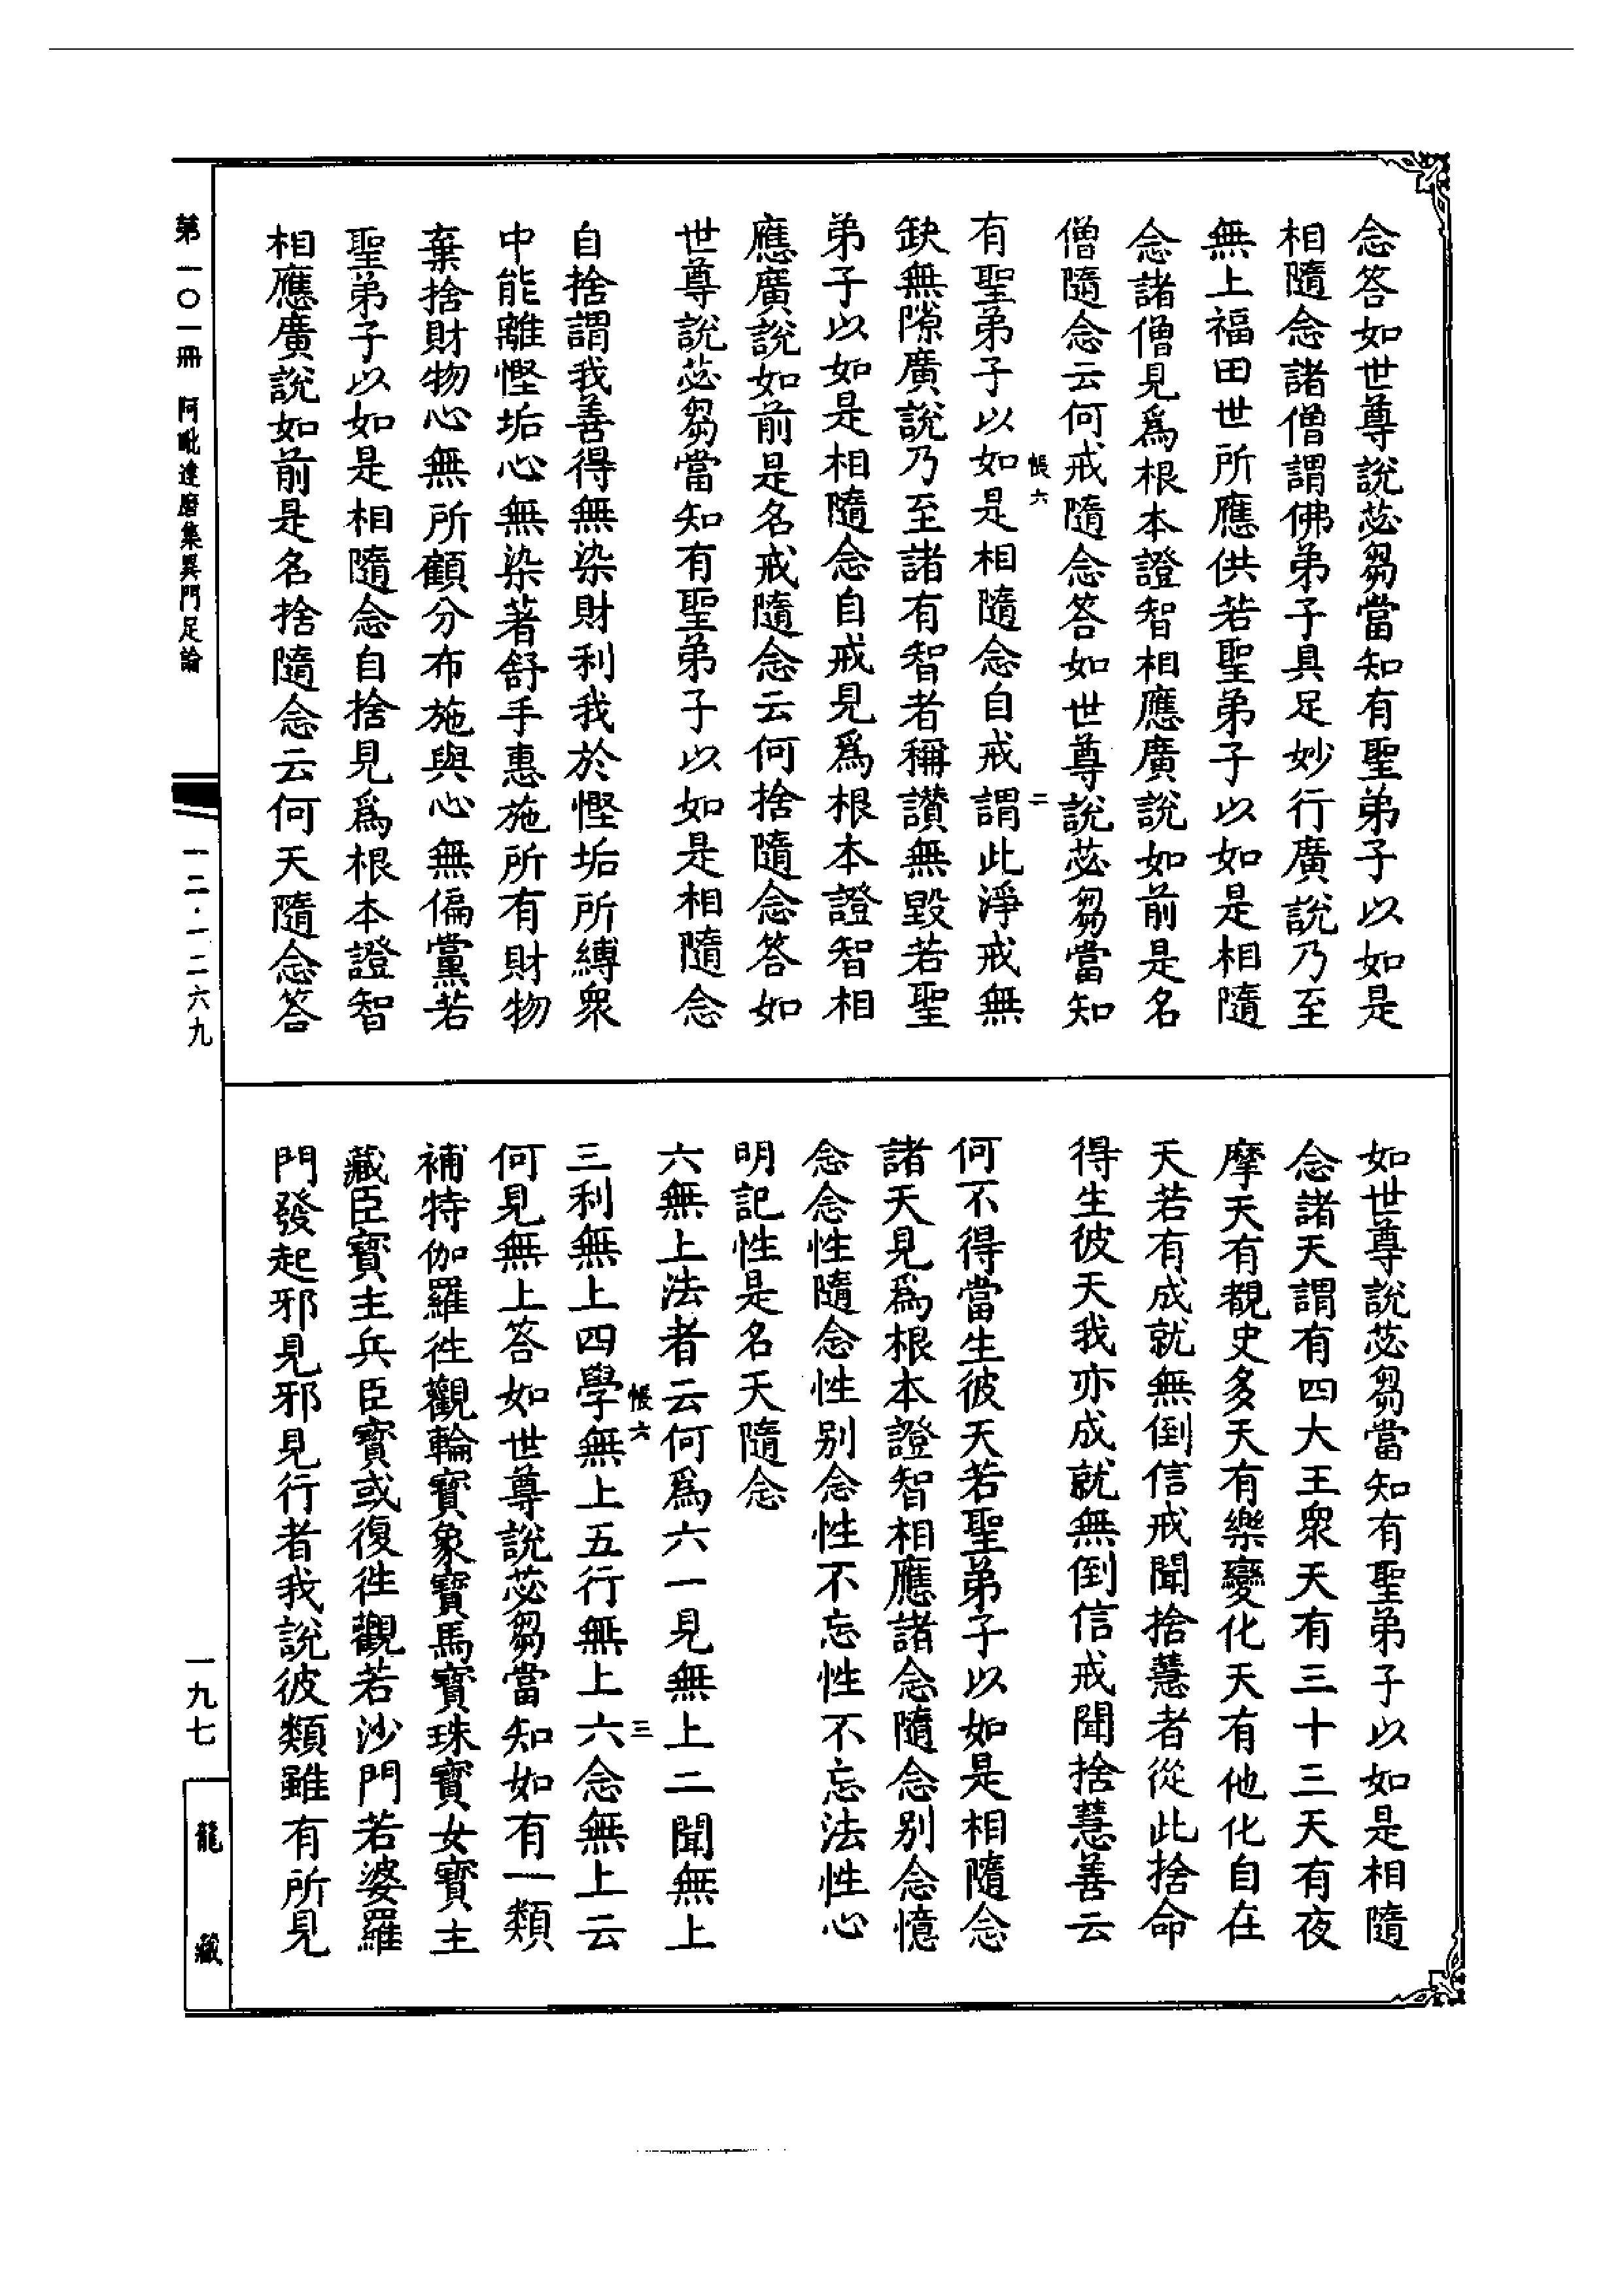 念答如世尊說苾芻當知有聖弟子以如是
相隨念諸僧謂佛弟子具足妙行廣說乃至
無上福田世所應供若聖弟子以如是相隨
念諸僧見爲根本證智相應廣說如前是名
僧隨念云何戒隨念答如世尊說苾芻當知
帳六 二
有聖弟子以如是相隨念自戒謂此淨戒無
缺無隙廣說乃至諸有智者稱讚無毀若聖
弟子以如是相隨念自戒見爲根本證智相
應廣說如前是名戒隨念云何捨隨念答如
世尊說苾芻當知有聖弟子以如是相隨念
自捨謂我善得無染財利我於慳垢所縛衆
中能離慳垢心無染著舒手惠施所有財物
棄捨財物心無所顧分布施與心無偏黨若
聖弟子以如是相隨念自捨見爲根本證智
相應廣說如前是名捨隨念云何天隨念答
如世尊說苾芻當知有聖弟子以如是相隨
念諸天謂有四大王衆天有三十三天有夜
摩天有覩史多天有樂變化天有他化自在
天若有成就無倒信戒聞捨慧者從此捨命
得生彼天我亦成就無倒信戒聞捨慧善云
何不得當生彼天若聖弟子以如是相隨念
諸天見爲根本證智相應諸念隨念别念憶
念念性隨念性别念性不忘性不忘法性心
明記性是名天隨念
六無上法者云何爲六一見無上二聞無上
帳六 三
三利無上四學無上五行無上六念無上云
何見無上答如世尊說苾芻當知如有一類
補特伽羅徃觀輪寶象寶馬寶珠寶女寶主
藏臣寶主兵臣寶或復徃觀若沙門若婆羅
門發起邪見邪見行者我說彼類雖有所見
第一〇一冊 阿毗達磨集異門足論
一二·一二六九
一九七
龍藏